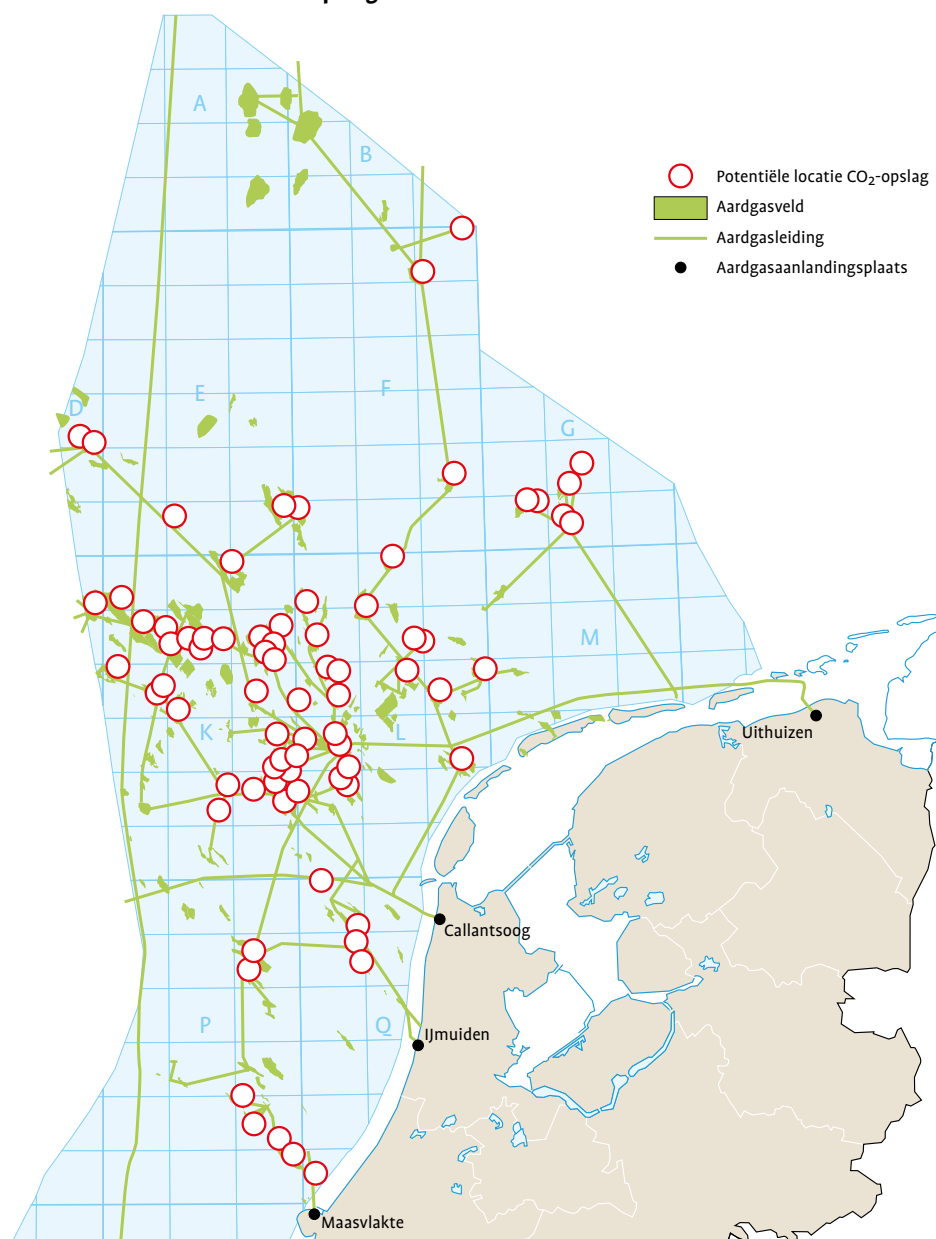 A
B
Potentiële locatie CO₂-opslag
Aardgasveld
Aardgasleiding
Aardgasaanlandingsplaats
D
E
F
G
M
K
L
Uithuizen
Callantsoog
P
Q
IJmuiden
Maasvlakte